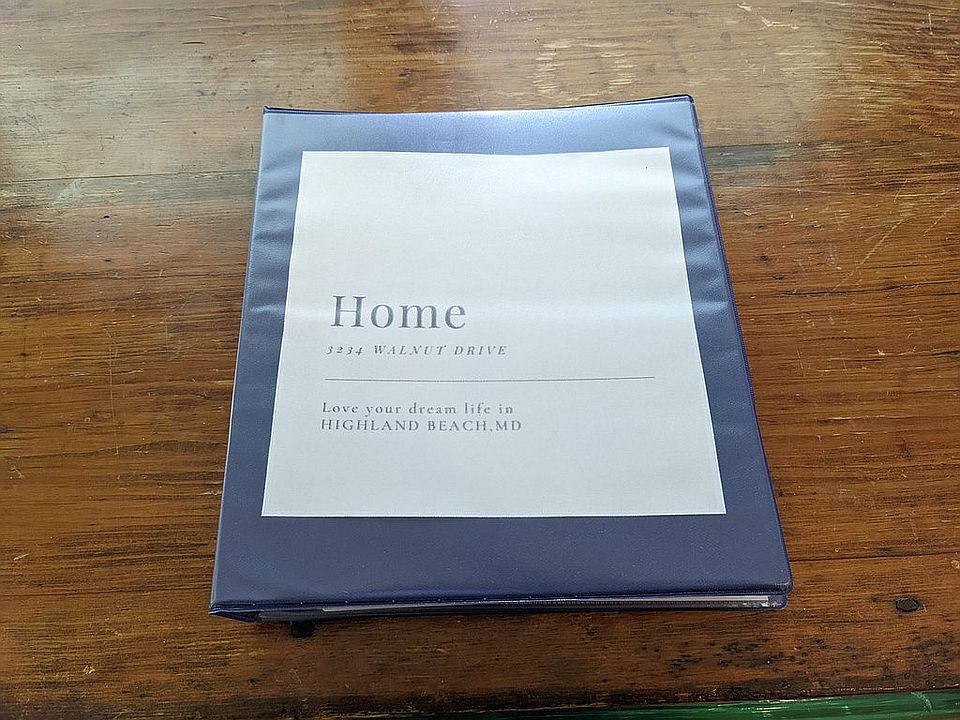 Home
3234 WALNUT DRIVE
Love your dream life in
HIGHLAND BEACH,MD